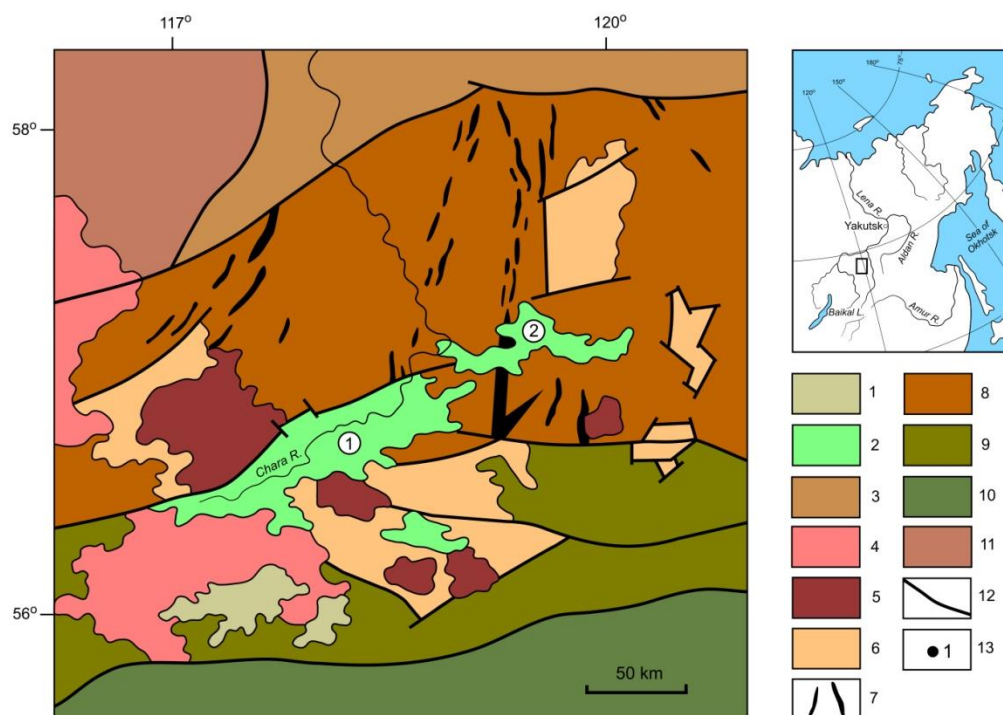 117° 120°
58°
56°
2
1
Chara R.
50 km
180°
75°
150°
120°
Lena R.
Yakutsk
Aldan R.
Sea of
Okhotsk
Amur R.
Baikal L.
1 8
2 9
3 10
4 11
5 12
6 1 13
7